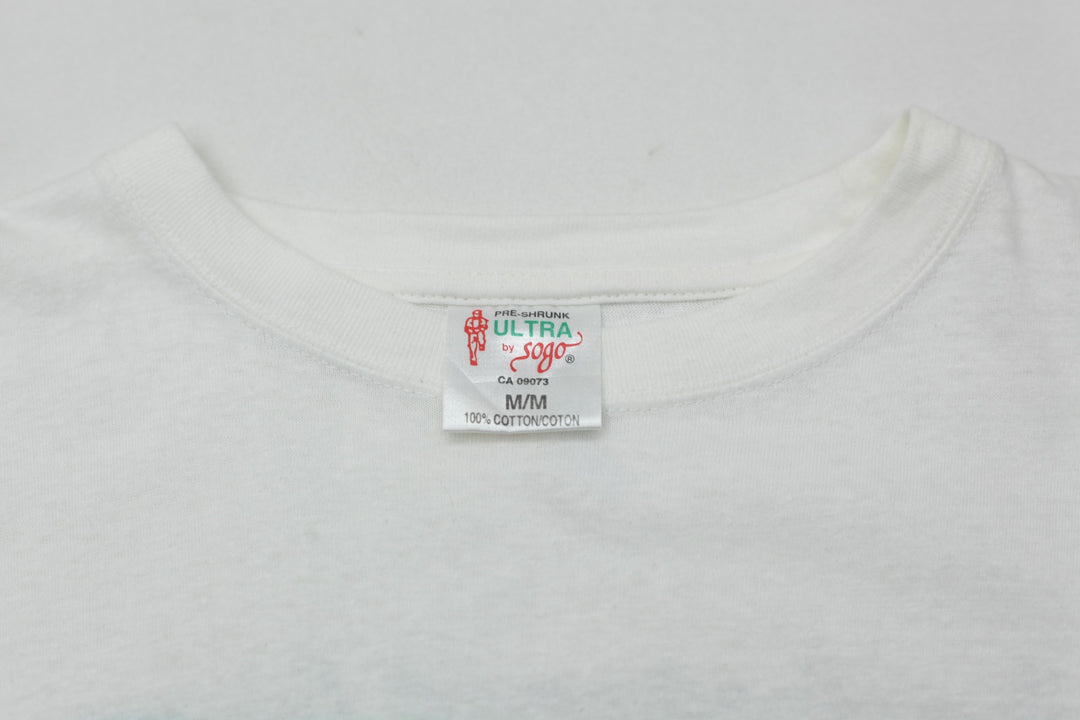 PRE-SHRUNK
ULTRA
by sogo®
CA 09073
M/M
100% COTTON/COTON